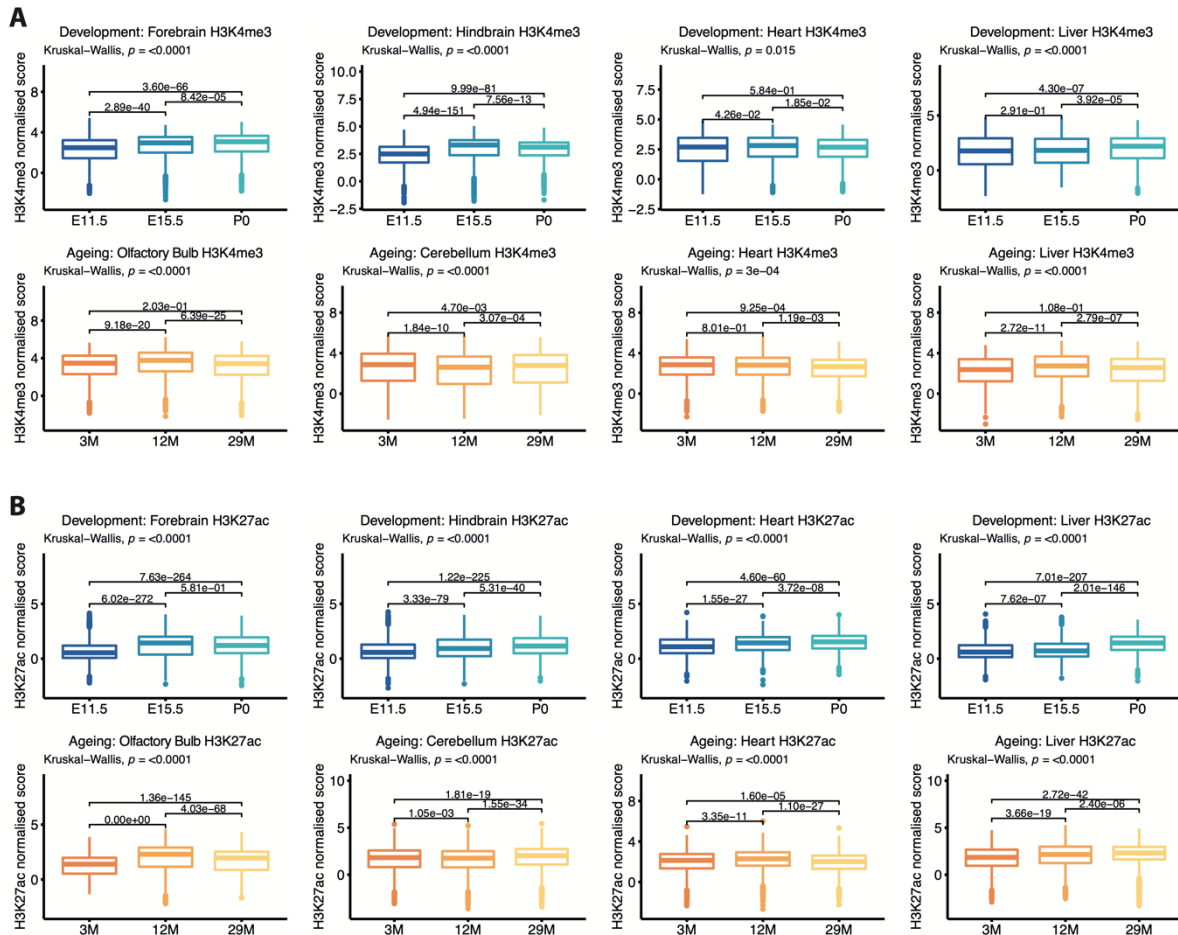 A
Development: Forebrain H3K4me3
Kruskal−Wallis, p = <0.0001
H3K4me3 normalised score
8
4
0
3.60e−66
2.89e−40
8.42e−05
E11.5 E15.5 P0
Development: Hindbrain H3K4me3
Kruskal−Wallis, p = <0.0001
H3K4me3 normalised score
10.0
7.5
5.0
2.5
0.0
−2.5
9.99e−81
4.94e−151
7.56e−13
E11.5 E15.5 P0
Development: Heart H3K4me3
Kruskal−Wallis, p = 0.015
H3K4me3 normalised score
7.5
5.0
2.5
0.0
−2.5
5.84e−01
4.26e−02
1.85e−02
E11.5 E15.5 P0
Development: Liver H3K4me3
Kruskal−Wallis, p = <0.0001
H3K4me3 normalised score
5
0
4.30e−07
2.91e−01
3.92e−05
E11.5 E15.5 P0
Ageing: Olfactory Bulb H3K4me3
Kruskal−Wallis, p = <0.0001
H3K4me3 normalised score
8
4
0
2.03e−01
9.18e−20
6.39e−25
3M 12M 29M
Ageing: Cerebellum H3K4me3
Kruskal−Wallis, p = <0.0001
H3K4me3 normalised score
8
4
0
4.70e−03
1.84e−10
3.07e−04
3M 12M 29M
Ageing: Heart H3K4me3
Kruskal−Wallis, p = 3e−04
H3K4me3 normalised score
8
4
0
9.25e−04
8.01e−01
1.19e−03
3M 12M 29M
Ageing: Liver H3K4me3
Kruskal−Wallis, p = <0.0001
H3K4me3 normalised score
8
4
0
1.08e−01
2.72e−11
2.79e−07
3M 12M 29M
B
Development: Forebrain H3K27ac
Kruskal−Wallis, p = <0.0001
H3K27ac normalised score
5
0
7.63e−264
6.02e−272
5.81e−01
E11.5 E15.5 P0
Development: Hindbrain H3K27ac
Kruskal−Wallis, p = <0.0001
H3K27ac normalised score
5
0
1.22e−225
3.33e−79
5.31e−40
E11.5 E15.5 P0
Development: Heart H3K27ac
Kruskal−Wallis, p = <0.0001
H3K27ac normalised score
5
0
4.60e−60
1.55e−27
3.72e−08
E11.5 E15.5 P0
Development: Liver H3K27ac
Kruskal−Wallis, p = <0.0001
H3K27ac normalised score
5
0
7.01e−207
7.62e−07
2.01e−146
E11.5 E15.5 P0
Ageing: Olfactory Bulb H3K27ac
Kruskal−Wallis, p = <0.0001
H3K27ac normalised score
5
0
1.36e−145
0.00e+00
4.03e−68
3M 12M 29M
Ageing: Cerebellum H3K27ac
Kruskal−Wallis, p = <0.0001
H3K27ac normalised score
10
5
0
1.81e−19
1.05e−03
1.55e−34
3M 12M 29M
Ageing: Heart H3K27ac
Kruskal−Wallis, p = <0.0001
H3K27ac normalised score
8
4
0
1.60e−05
3.35e−11
1.10e−27
3M 12M 29M
Ageing: Liver H3K27ac
Kruskal−Wallis, p = <0.0001
H3K27ac normalised score
10
5
0
2.72e−42
3.66e−19
2.40e−06
3M 12M 29M